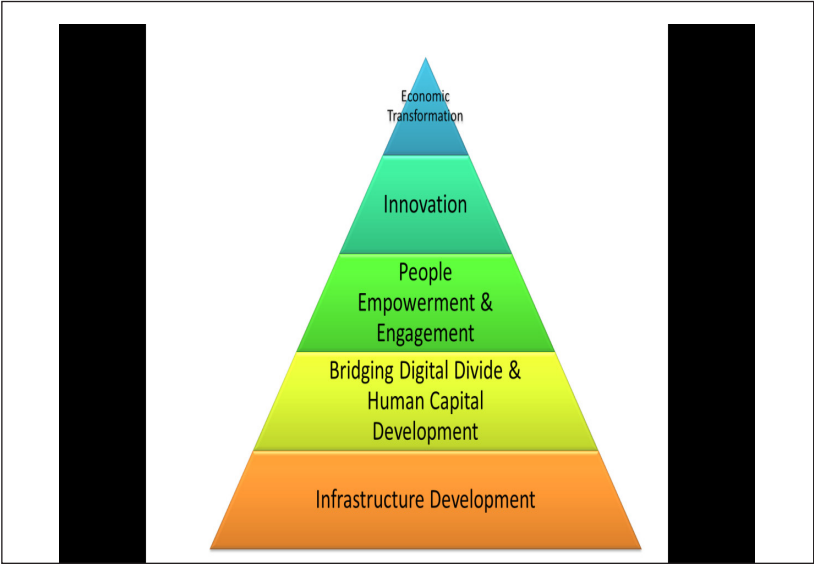 Economic
Transformation
Innovation
People
Empowerment &
Engagement
Bridging Digital Divide &
Human Capital
Development
Infrastructure Development